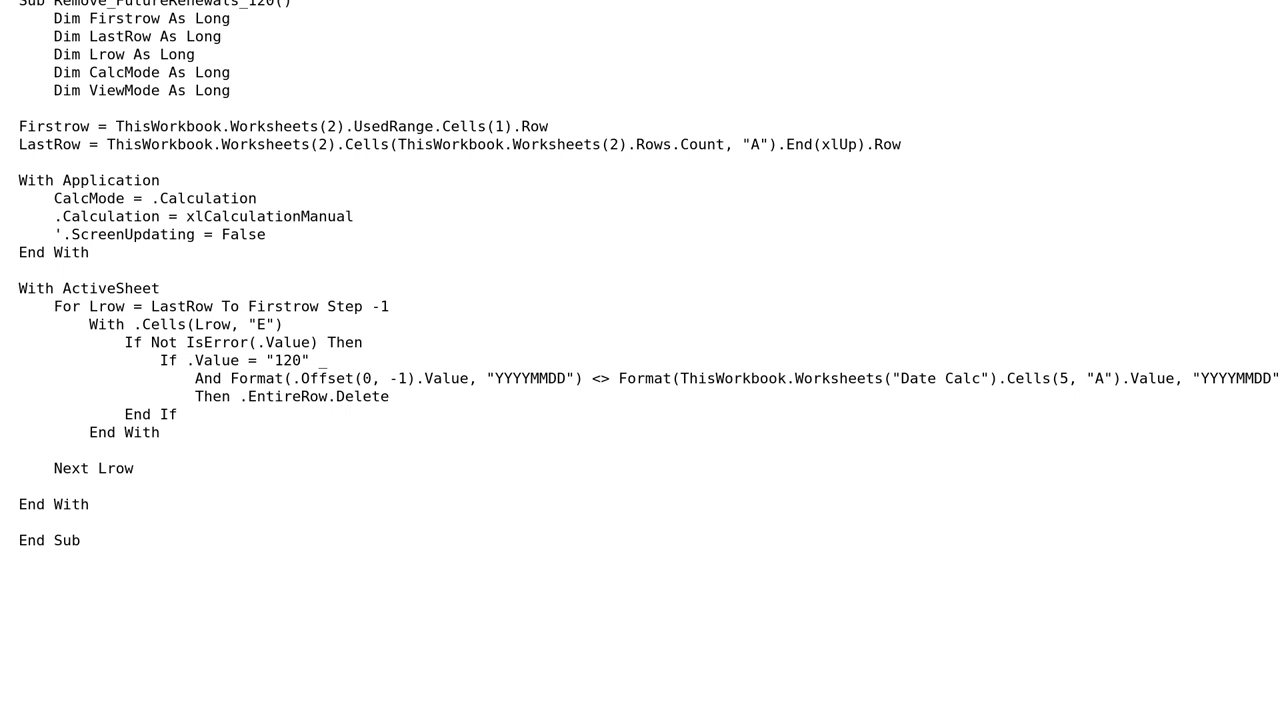 Sub Remove_FutureRenewals_120()
    Dim Firstrow As Long
    Dim LastRow As Long
    Dim Lrow As Long
    Dim CalcMode As Long
    Dim ViewMode As Long

Firstrow = ThisWorkbook.Worksheets(2).UsedRange.Cells(1).Row
LastRow = ThisWorkbook.Worksheets(2).Cells(ThisWorkbook.Worksheets(2).Rows.Count, "A").End(xlUp).Row

With Application
    CalcMode = .Calculation
    .Calculation = xlCalculationManual
    '.ScreenUpdating = False
End With

With ActiveSheet
    For Lrow = LastRow To Firstrow Step -1
        With .Cells(Lrow, "E")
            If Not IsError(.Value) Then
                If .Value = "120" _
                    And Format(.Offset(0, -1).Value, "YYYYMMDD") <> Format(ThisWorkbook.Worksheets("Date Calc").Cells(5, "A").Value, "YYYYMMDD"
                    Then .EntireRow.Delete
            End If
        End With

    Next Lrow

End With

End Sub